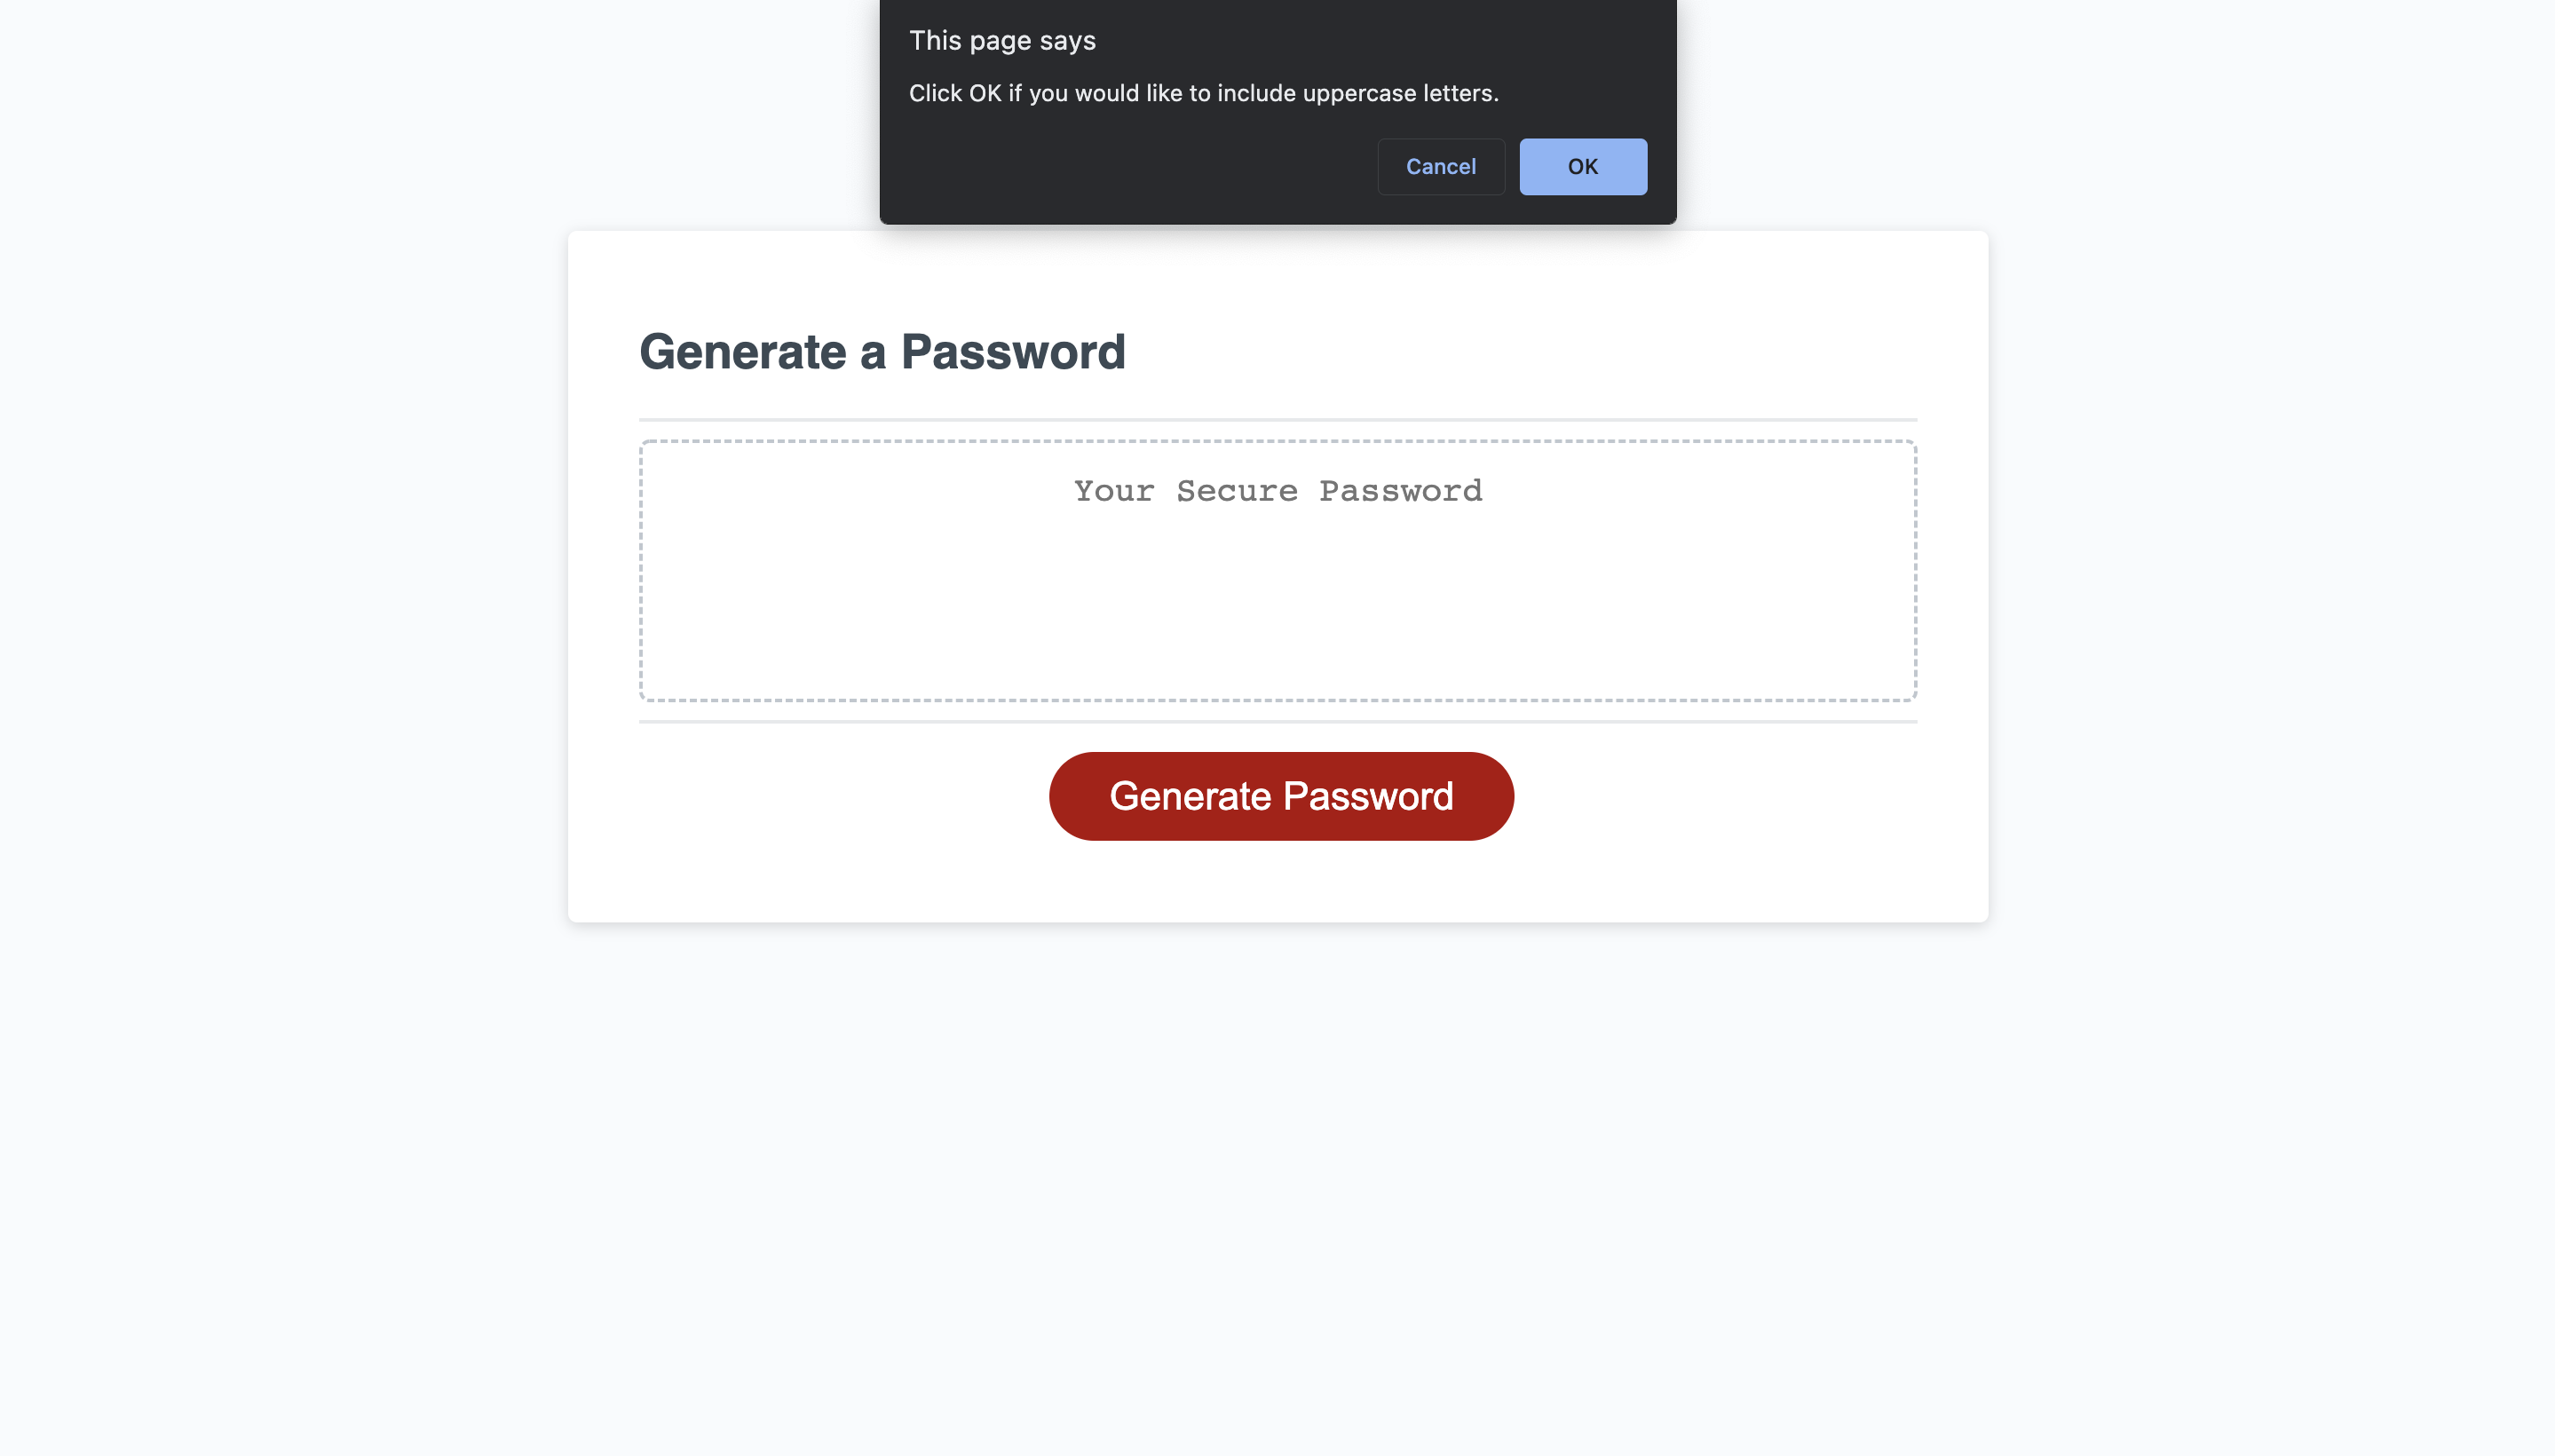 This page says
Click OK if you would like to include uppercase letters.
Cancel
OK
Generate a Password
Your Secure Password
Generate Password